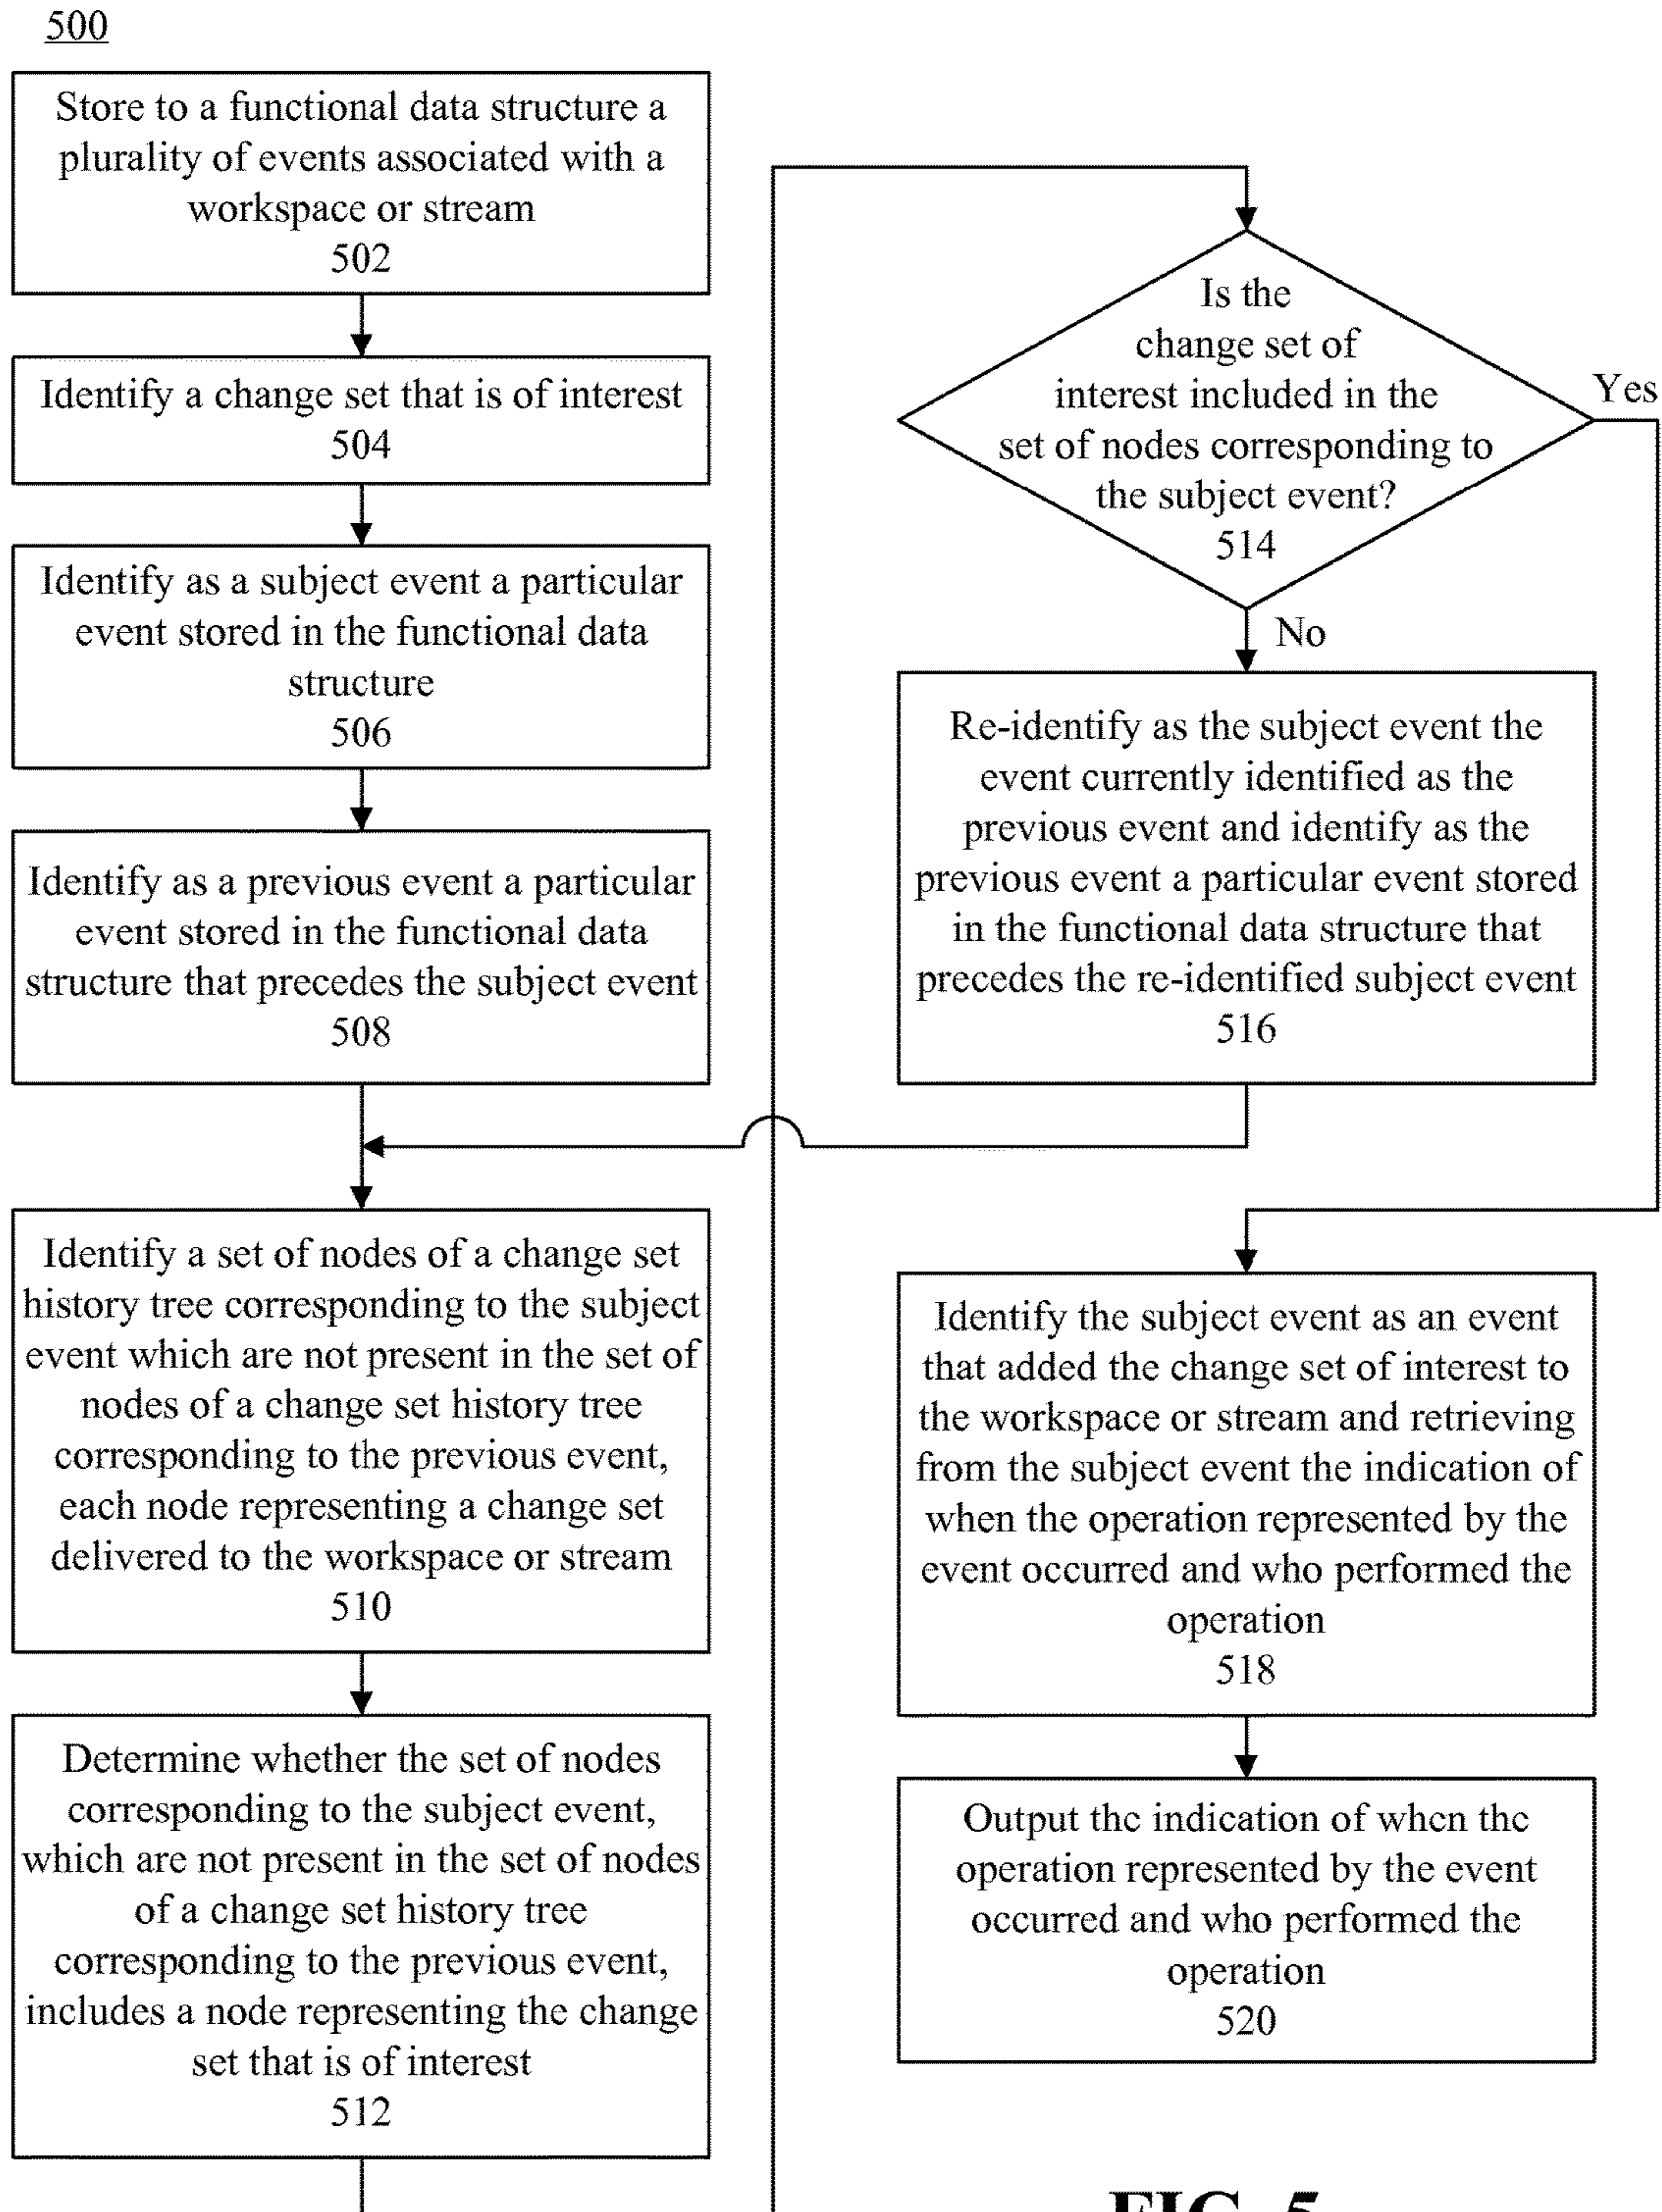 500
Store to a functional data structure a
plurality of events associated with a
workspace or stream
502
Identify a change set that is of interest
504
Identify as a subject event a particular
event stored in the functional data
structure
506
Identify as a previous event a particular
event stored in the functional data
structure that precedes the subject event
508
Identify a set of nodes of a change set
history tree corresponding to the subject
event which are not present in the set of
nodes of a change set history tree
corresponding to the previous event,
each node representing a change set
delivered to the workspace or stream
510
Determine whether the set of nodes
corresponding to the subject event,
which are not present in the set of nodes
of a change set history tree
corresponding to the previous event,
includes a node representing the change
set that is of interest
512
Is the
change set of
interest included in the
set of nodes corresponding to
the subject event?
514
Yes
No
Re-identify as the subject event the
event currently identified as the
previous event and identify as the
previous event a particular event stored
in the functional data structure that
precedes the re-identified subject event
516
Identify the subject event as an event
that added the change set of interest to
the workspace or stream and retrieving
from the subject event the indication of
when the operation represented by the
event occurred and who performed the
operation
518
Output the indication of when the
operation represented by the event
occurred and who performed the
operation
520
FIG. 5